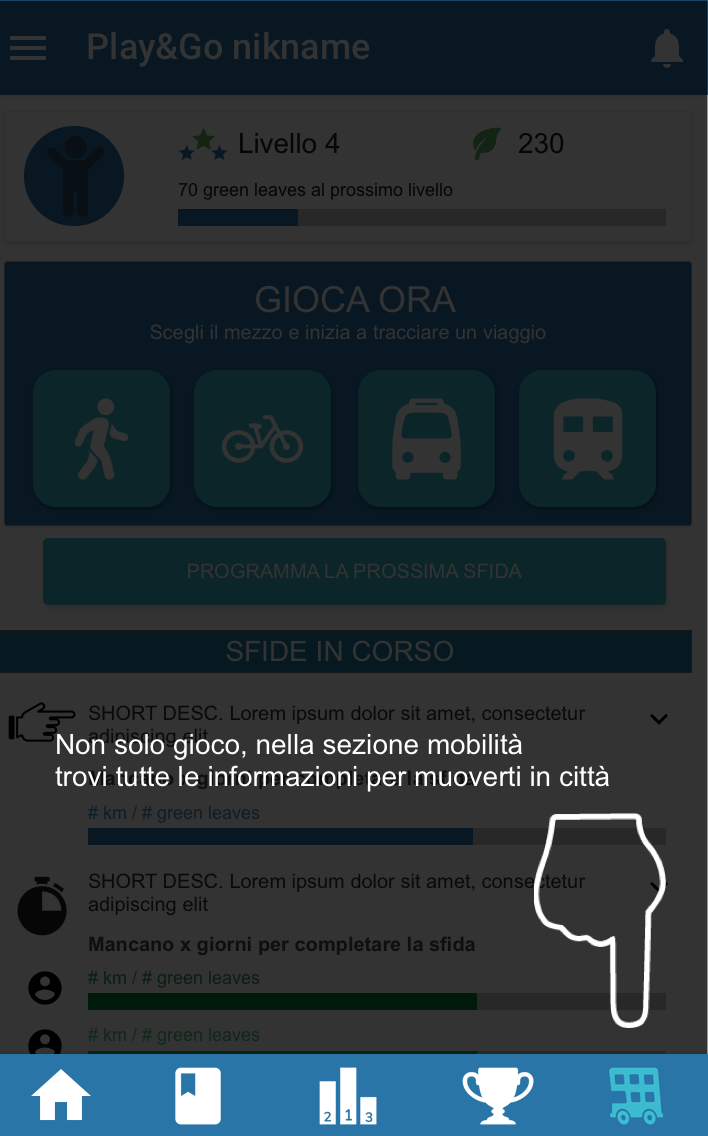 Play&Go nikname
Livello 4
230
70 green leaves al prossimo livello
GIOCA ORA
Scegli il mezzo e inizia a tracciare un viaggio
PROGRAMMA LA PROSSIMA SFIDA
SFIDE IN CORSO
SHORT DESC. Lorem ipsum dolor sit amet, consectetur
adipiscing elit
Non solo gioco, nella sezione mobilità
trovi tutte le informazioni per muoverti in città
# km / # green leaves
SHORT DESC. Lorem ipsum dolor sit amet, consectetur
adipiscing elit
Mancano x giorni per completare la sfida
# km / # green leaves
# km / # green leaves
2 1 3